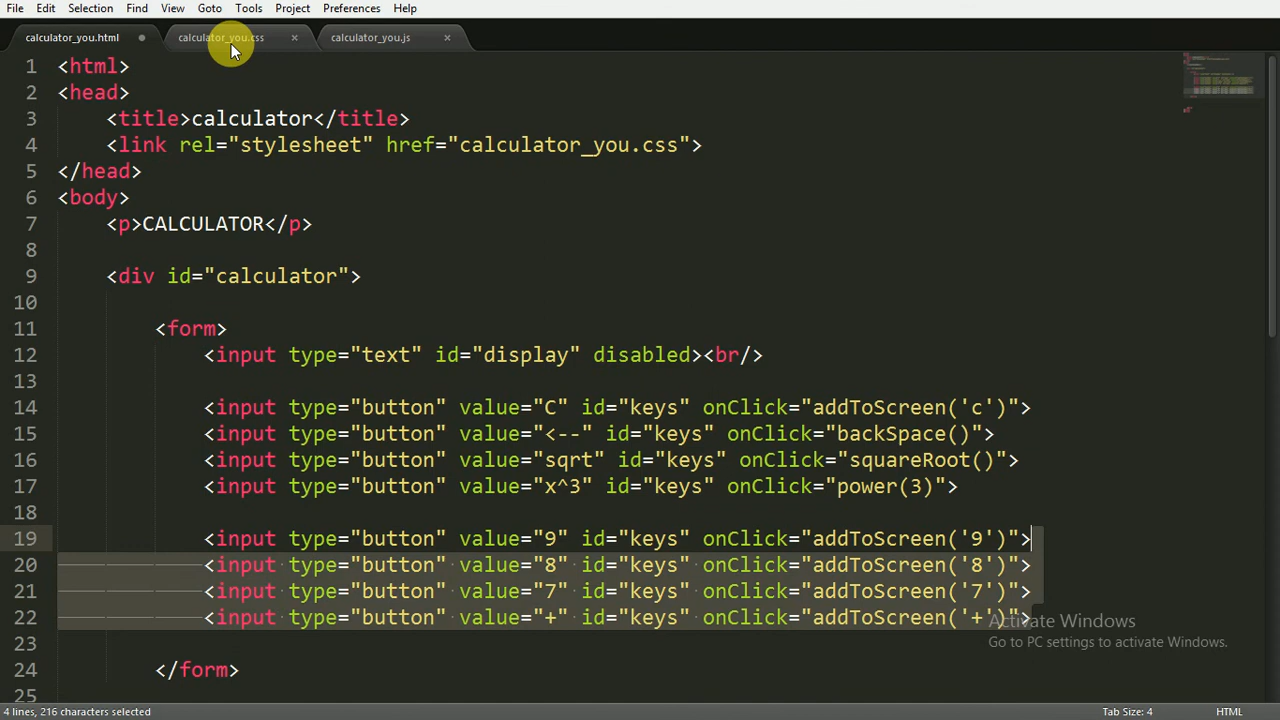 File Edit Selection Find View Goto Tools Project Preferences Help
calculator_you.html calculator_you.css × calculator_you.js ×
1 <html>
2 <head>
3 <title>calculator</title>
4 <link rel="stylesheet" href="calculator_you.css">
5 </head>
6 <body>
7 <p>CALCULATOR</p>
8
9 <div id="calculator">
10
11 <form>
12 <input type="text" id="display" disabled><br/>
13
14 <input type="button" value="C" id="keys" onClick="addToScreen('c')">
15 <input type="button" value="<--" id="keys" onClick="backSpace()">
16 <input type="button" value="sqrt" id="keys" onClick="squareRoot()">
17 <input type="button" value="x^3" id="keys" onClick="power(3)">
18
19 <input type="button" value="9" id="keys" onClick="addToScreen('9')">
20 <input type="button" value="8" id="keys" onClick="addToScreen('8')">
21 <input type="button" value="7" id="keys" onClick="addToScreen('7')">
22 <input type="button" value="+" id="keys" onClick="addToScreen('+')">
Activate Windows
23 Go to PC settings to activate Windows.
24 </form>
25
4 lines, 216 characters selected Tab Size: 4 HTML